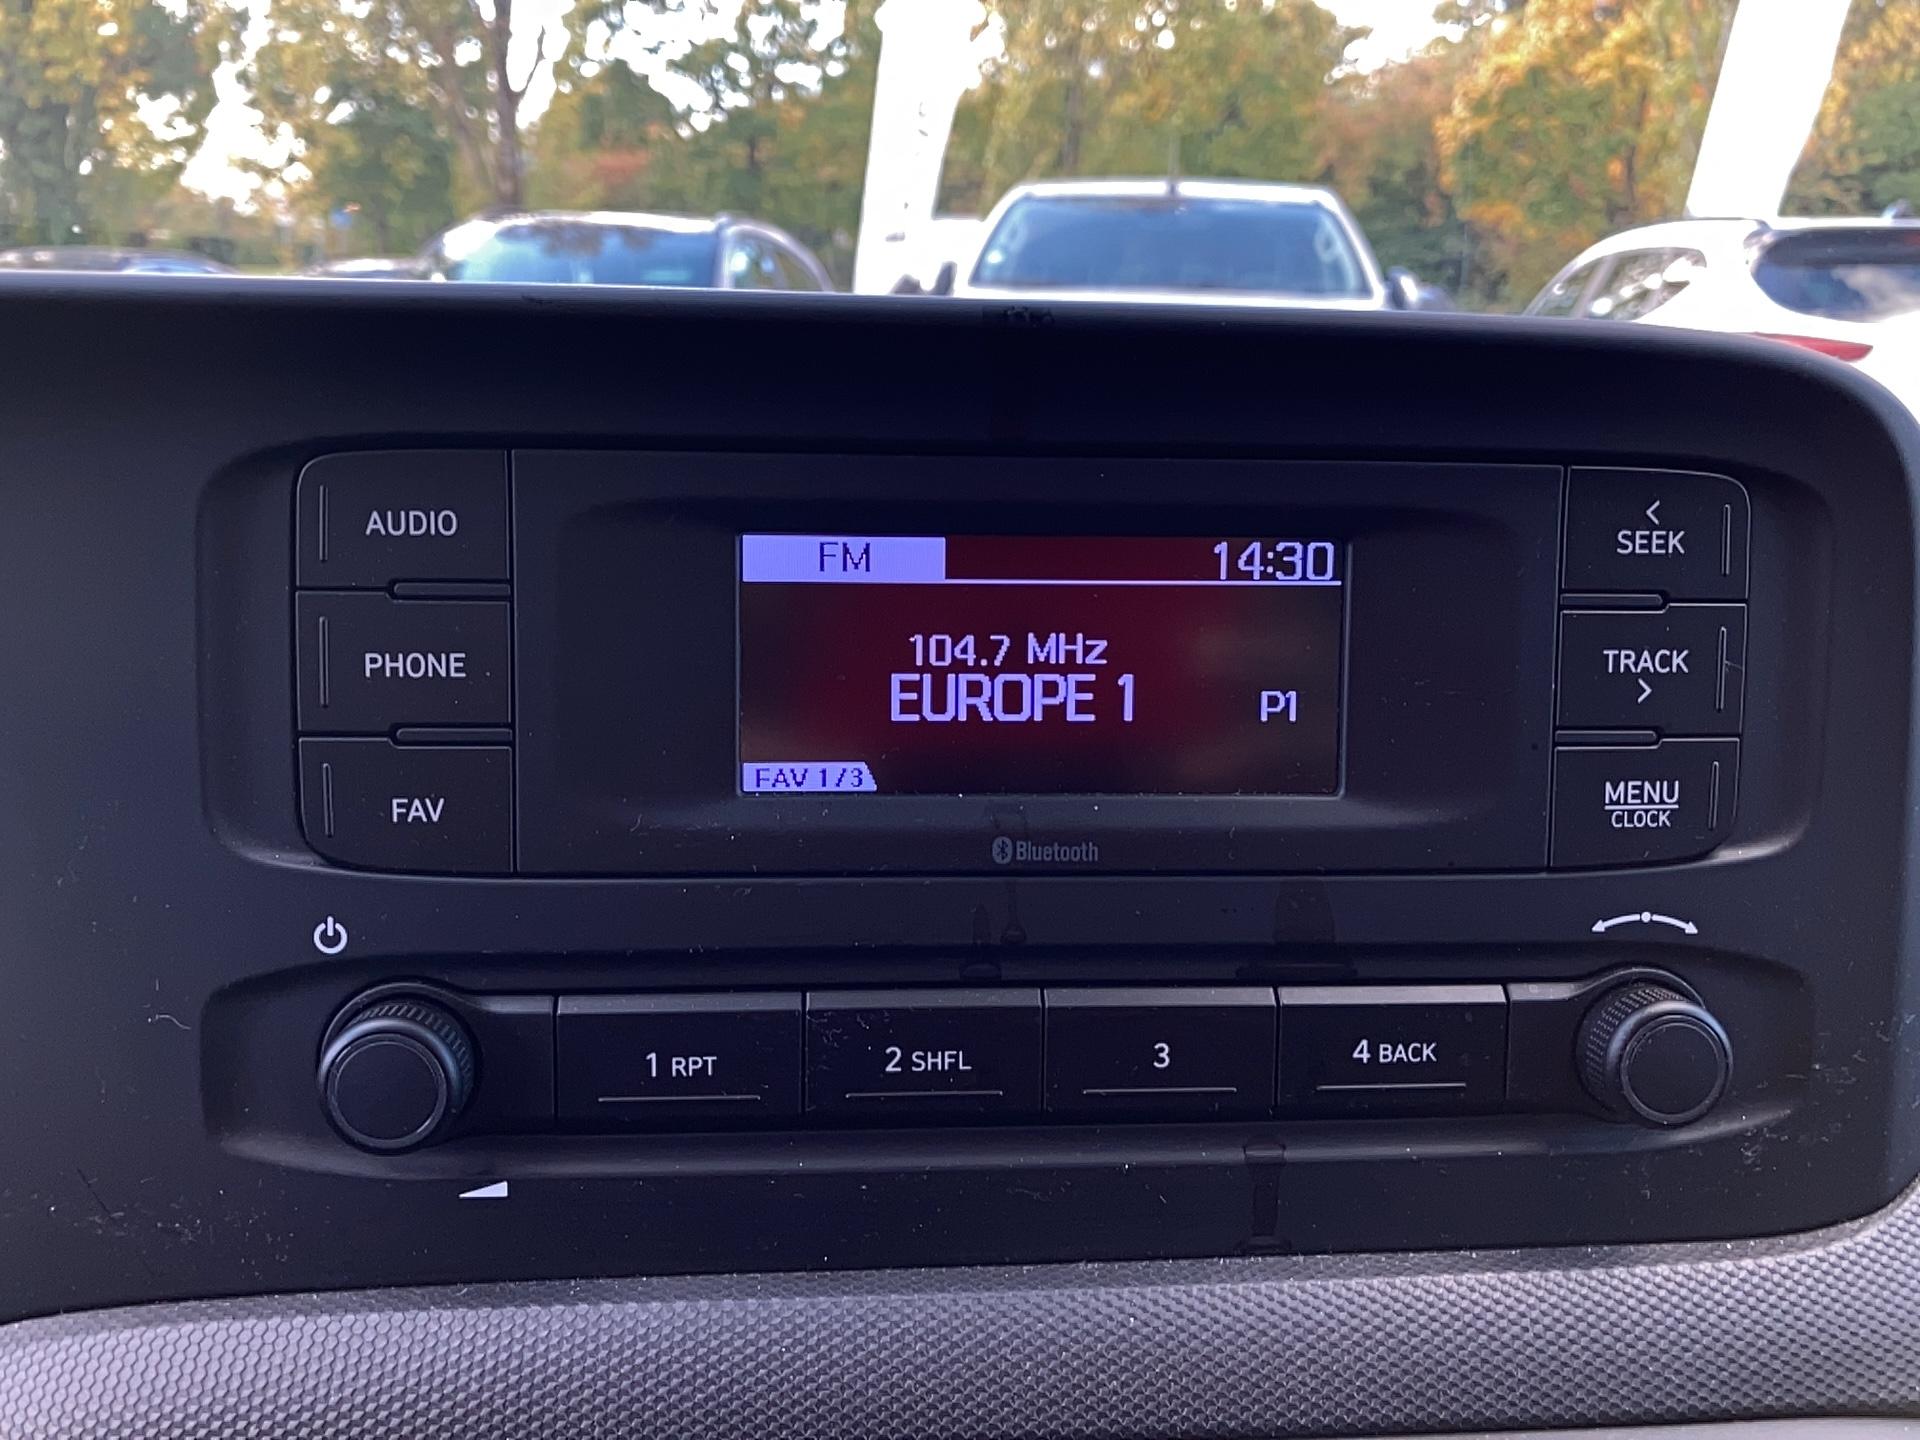 AUDIO
PHONE
FAV
FM 14:30
104.7 MHz
EUROPE 1 P1
FAV 1/3
Bluetooth
<
SEEK
TRACK
>
MENU
CLOCK
1 RPT
2 SHFL
3
4 BACK